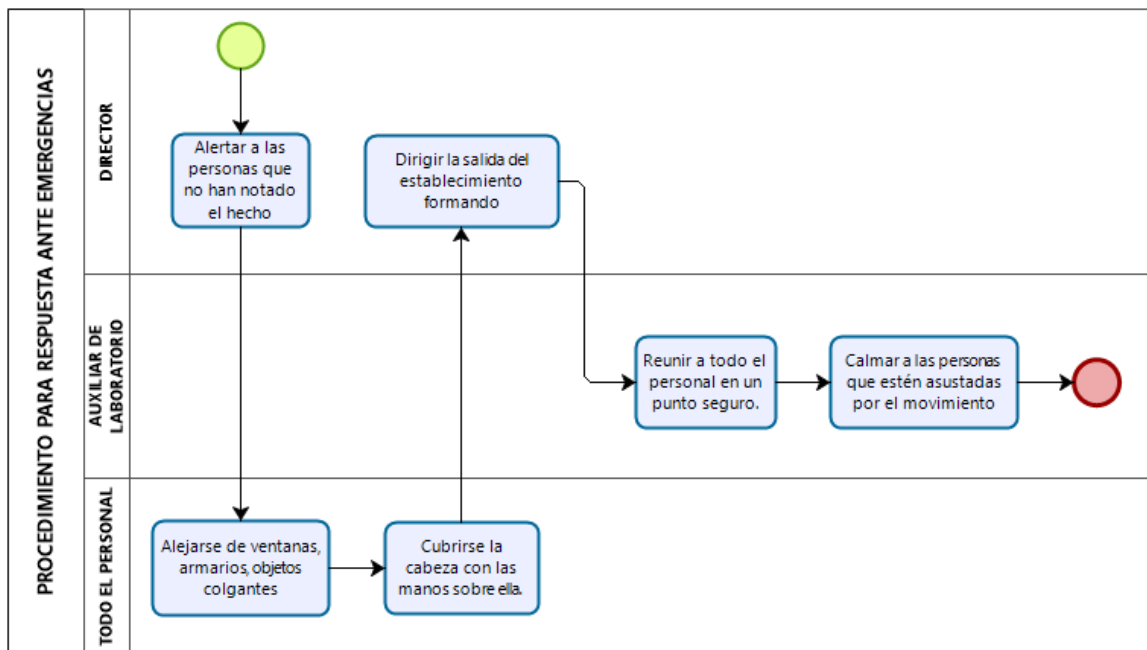 PROCEDIMIENTO PARA RESPUESTA ANTE EMERGENCIAS
DIRECTOR
Alertar a las
personas que
no han notado
el hecho
Dirigir la salida del
establecimiento
formando
AUXILIAR DE
LABORATORIO
Reunir a todo el
personal en un
punto seguro.
Calmar a las personas
que estén asustadas
por el movimiento
TODO EL PERSONAL
Alejarse de ventanas,
armarios, objetos
colgantes
Cubrirse la
cabeza con las
manos sobre ella.